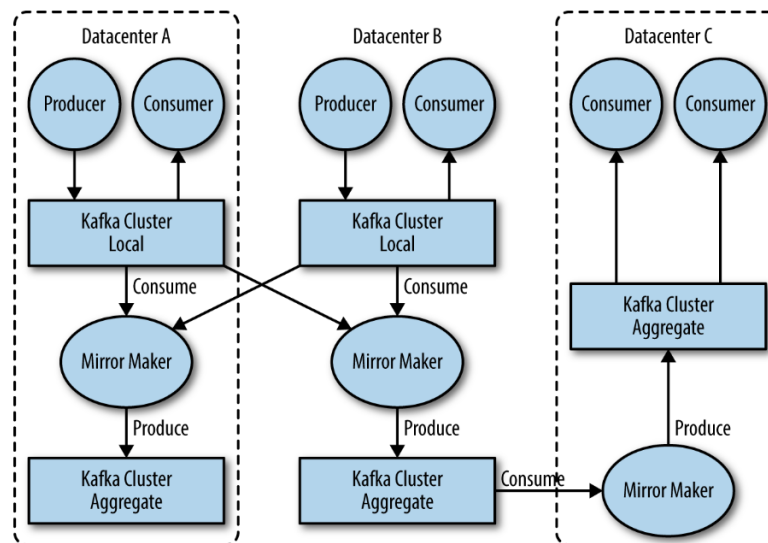 Datacenter A
Datacenter B
Datacenter C
Producer
Consumer
Producer
Consumer
Consumer
Consumer
Kafka Cluster
Local
Kafka Cluster
Local
Consume
Consume
Kafka Cluster
Aggregate
Mirror Maker
Mirror Maker
Produce
Produce
Produce
Kafka Cluster
Aggregate
Kafka Cluster
Aggregate
Consume
Mirror Maker